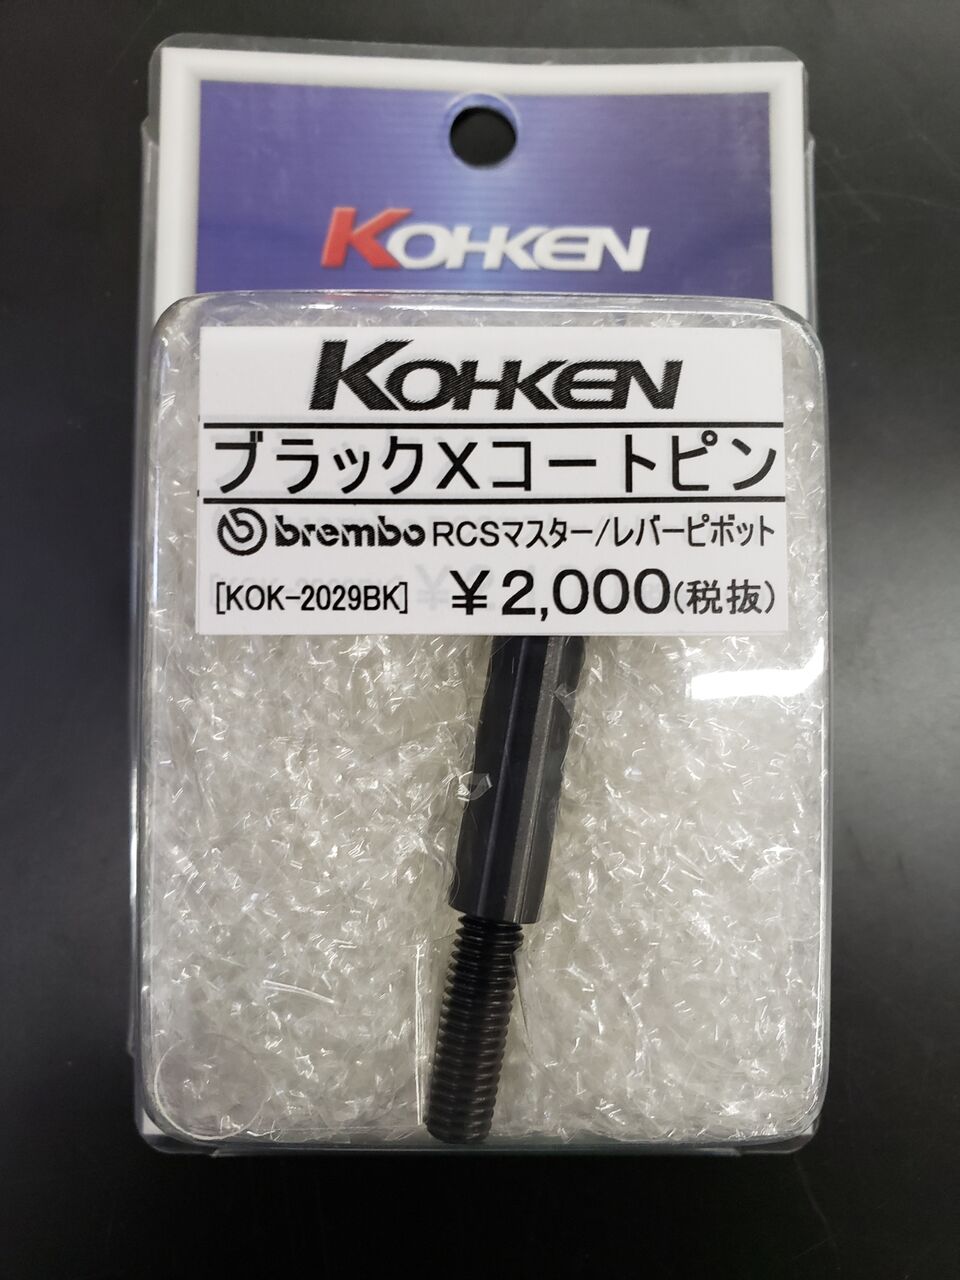 KOHKEN
KOHKEN
ブラックXコートピン
brembo RCSマスター/レバーピボット
[KOK-2029BK] ¥2,000(税抜)